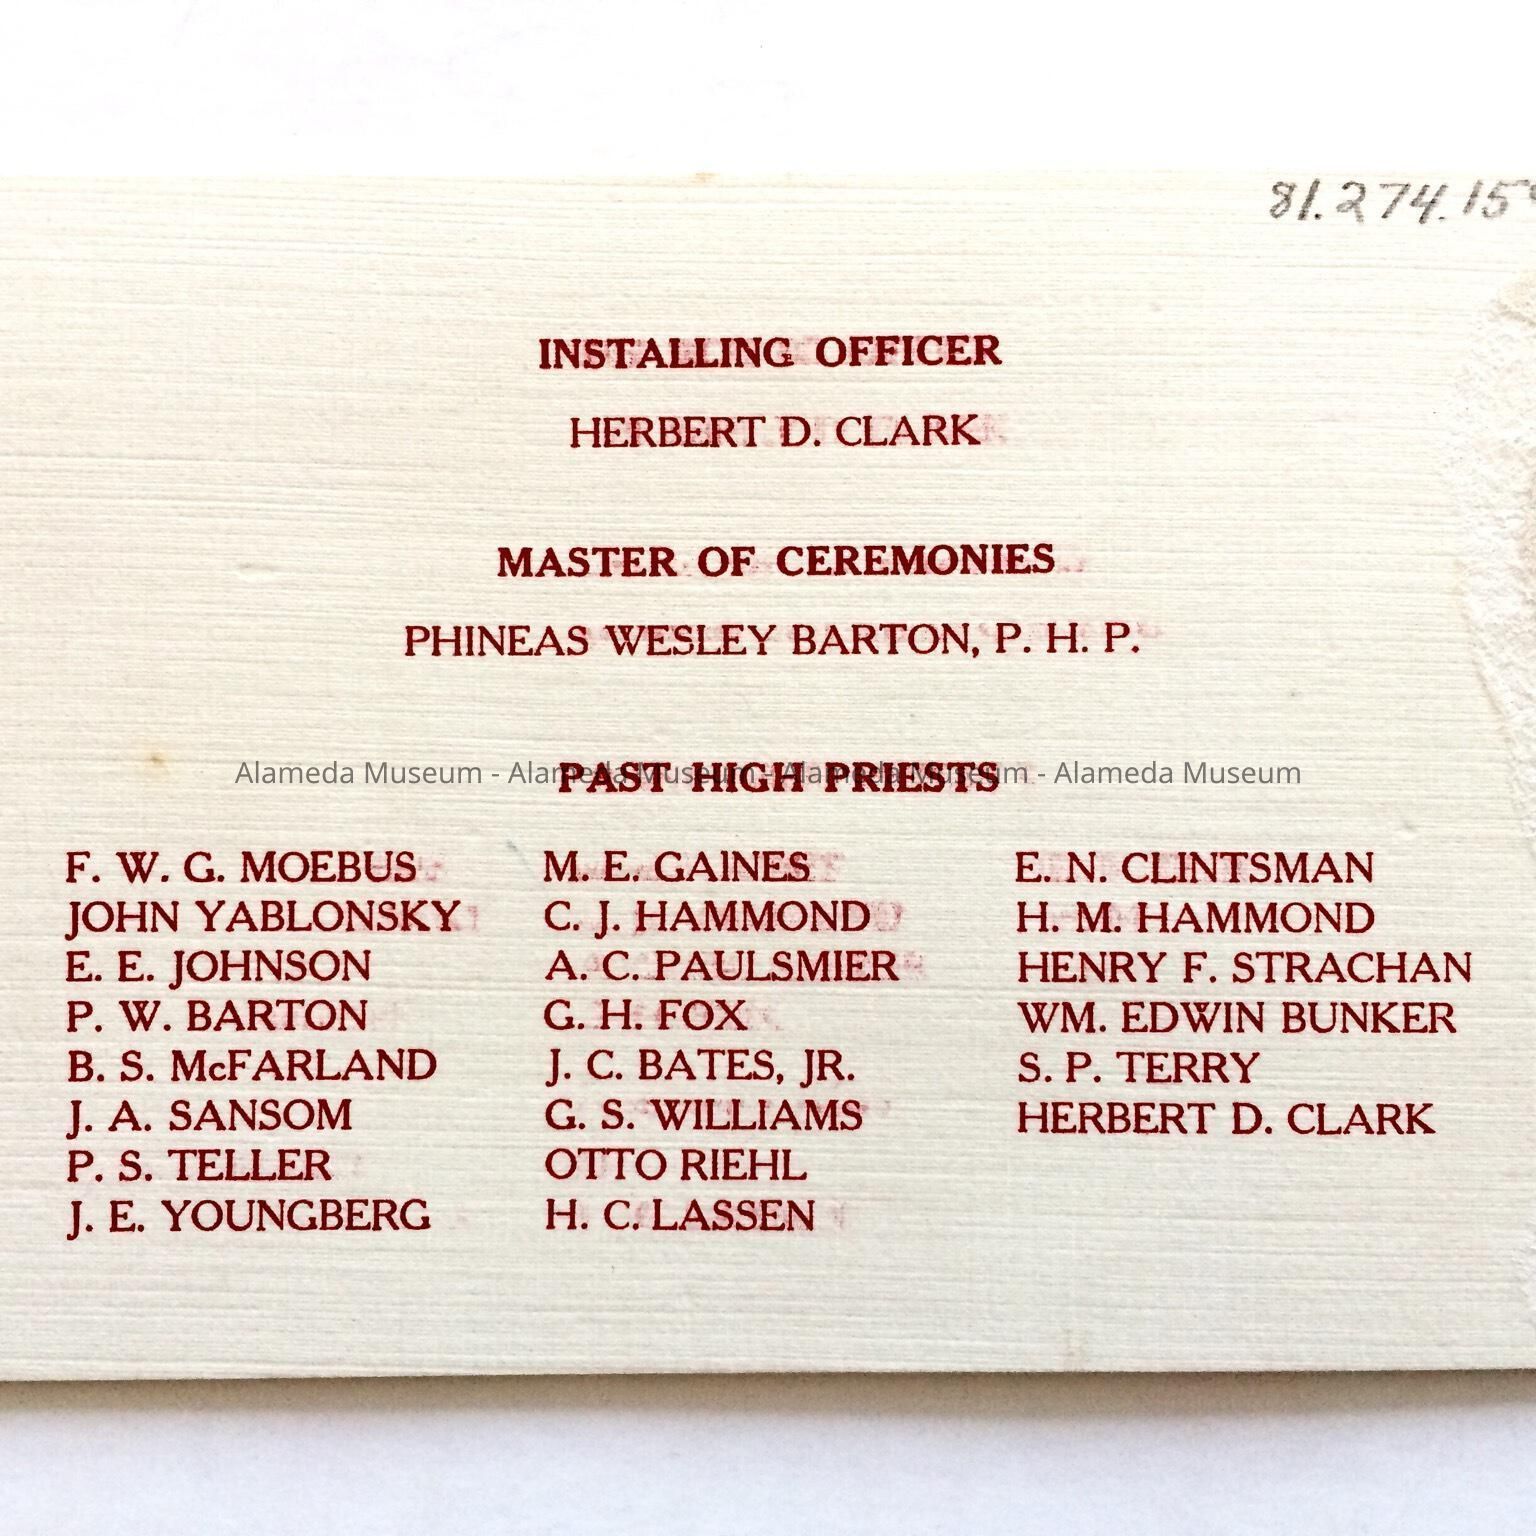 81.274.15
INSTALLING OFFICER
HERBERT D. CLARK
MASTER OF CEREMONIES
PHINEAS WESLEY BARTON, P. H. P.
Alameda Museum - Alameda Museum - Alameda Museum - Alameda Museum
PAST HIGH PRIESTS
F. W. G. MOEBUS
JOHN YABLONSKY
E. E. JOHNSON
P. W. BARTON
B. S. McFARLAND
J. A. SANSOM
P. S. TELLER
J. E. YOUNGBERG
M. E. GAINES
C. J. HAMMOND
A. C. PAULSMIER
G. H. FOX
J. C. BATES, JR.
G. S. WILLIAMS
OTTO RIEHL
H. C. LASSEN
E. N. CLINTSMAN
H. M. HAMMOND
HENRY F. STRACHAN
WM. EDWIN BUNKER
S. P. TERRY
HERBERT D. CLARK